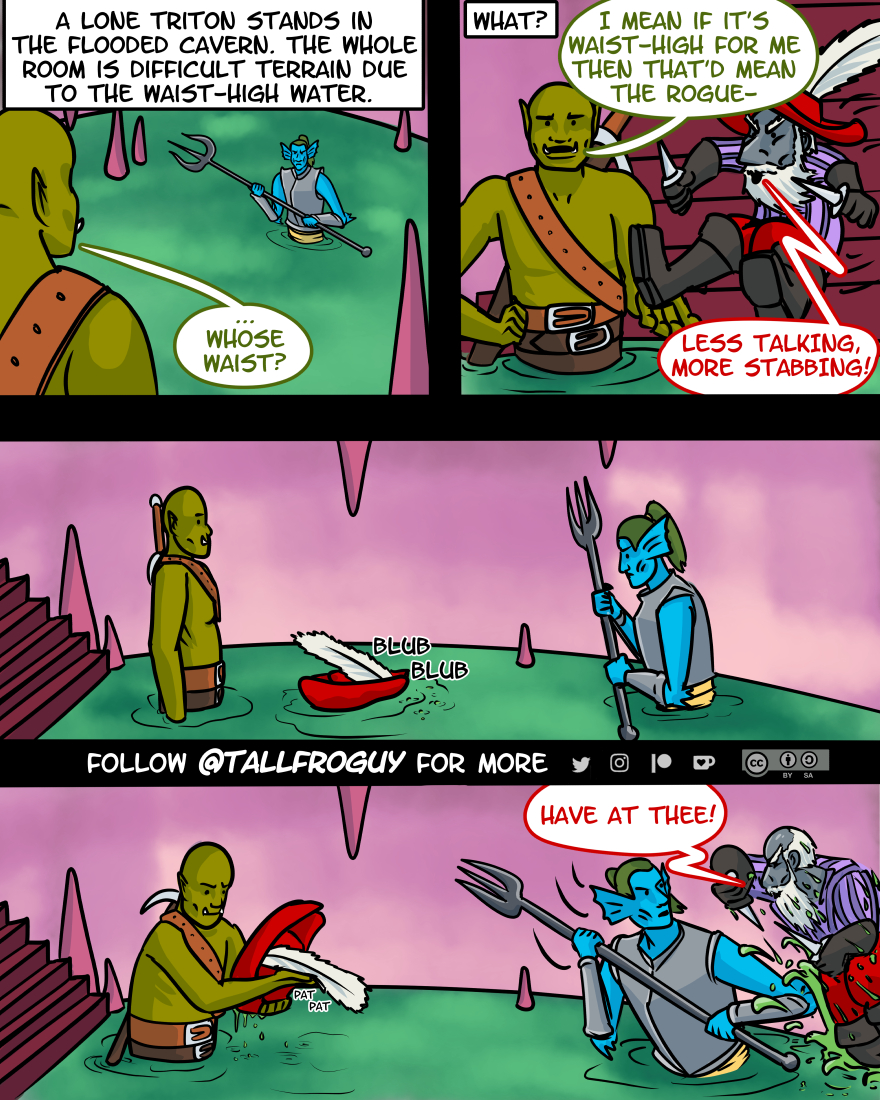 A LONE TRITON STANDS IN
THE FLOODED CAVERN. THE WHOLE
ROOM IS DIFFICULT TERRAIN DUE
TO THE WAIST-HIGH WATER.
...
WHOSE
WAIST?
WHAT?
I MEAN IF IT'S
WAIST-HIGH FOR ME
THEN THAT'D MEAN
THE ROGUE-
LESS TALKING,
MORE STABBING!
BLUB
BLUB
FOLLOW @TALLFROGUY FOR MORE
CC BY SA
HAVE AT THEE!
PAT
PAT